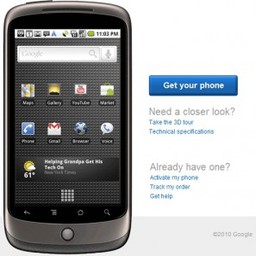 11:03 PM
Google
Maps Gallery YouTube Market
Phone Gmail Browser Messaging
61°
Helping Grandpa Get His
Tech On
New York Times
Get your phone
Need a closer look?
Take the 3D tour
Technical specifications
Already have one?
Activate my phone
Track my order
Get help
©2010 Google